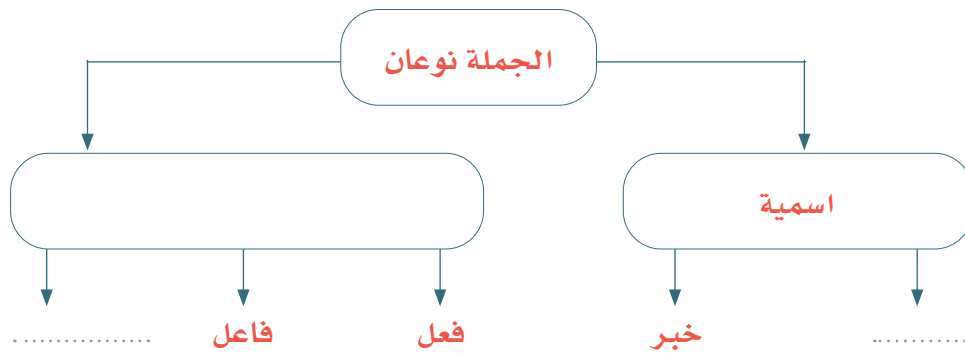 الجملة نوعان
اسمية
............ خبر فعل فاعل ................